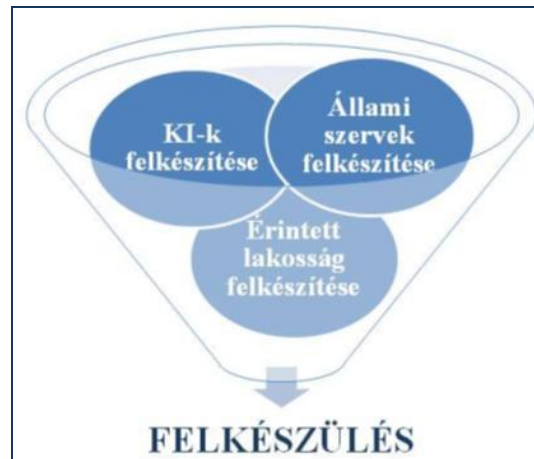 KI-k
felkészítése
Állami
szervek
felkészítése
Érintett
lakosság
felkészítése
FELKÉSZÜLÉS